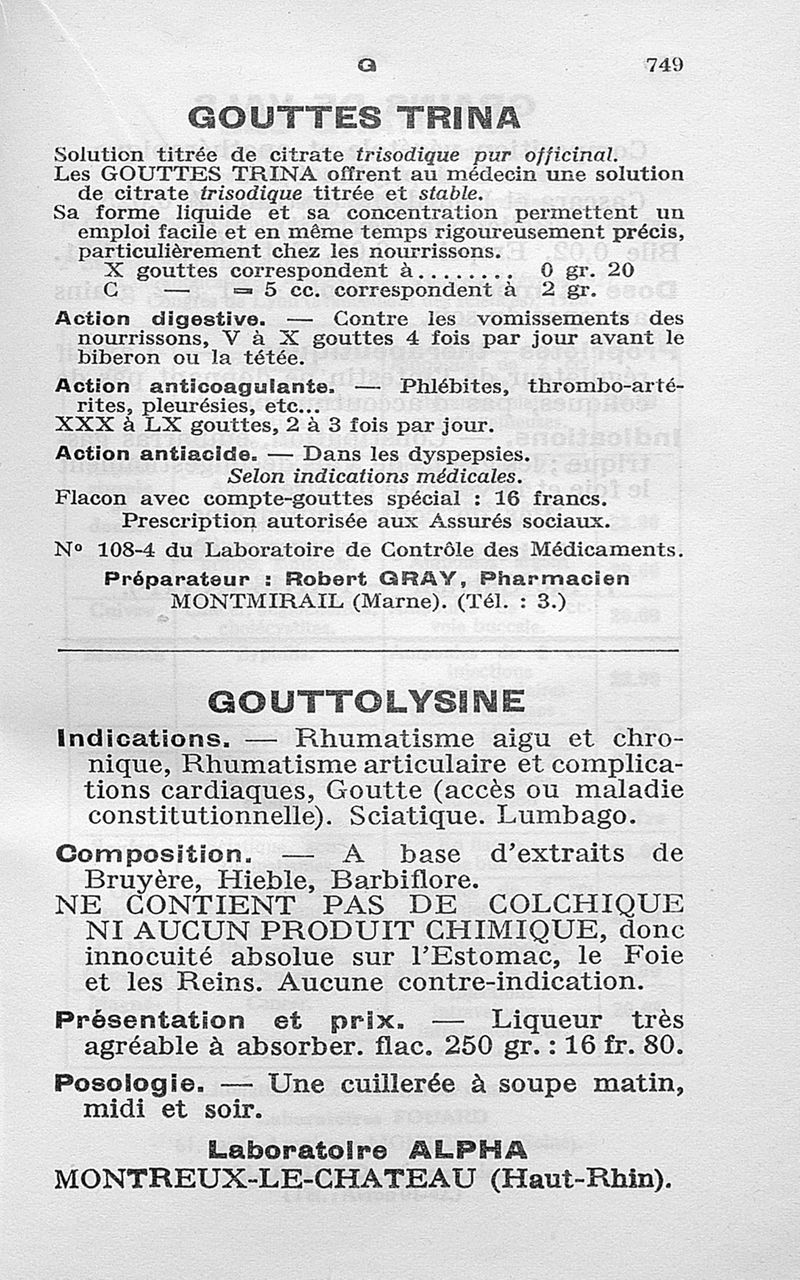 G 749
GOUTTES TRINA
Solution titrée de citrate trisodique pur officinal.
Les GOUTTES TRINA offrent au médecin une solution
de citrate trisodique titrée et stable.
Sa forme liquide et sa concentration permettent un
emploi facile et en même temps rigoureusement précis,
particulièrement chez les nourrissons.
X gouttes correspondent à........ 0 gr. 20
C — = 5 cc. correspondent à 2 gr.
Action digestive. — Contre les vomissements des
nourrissons, V à X gouttes 4 fois par jour avant le
biberon ou la tétée.
Action anticoagulante. — Phlébites, thrombo-arté-
rites, pleurésies, etc...
XXX à LX gouttes, 2 à 3 fois par jour.
Action antiacide. — Dans les dyspepsies.
Selon indications médicales.
Flacon avec compte-gouttes spécial : 16 francs.
Prescription autorisée aux Assurés sociaux.
N° 108-4 du Laboratoire de Contrôle des Médicaments.
Préparateur : Robert GRAY, Pharmacien
MONTMIRAIL (Marne). (Tél. : 3.)
GOUTTOLYSINE
Indications. — Rhumatisme aigu et chro-
nique, Rhumatisme articulaire et complica-
tions cardiaques, Goutte (accès ou maladie
constitutionnelle). Sciatique. Lumbago.
Composition. — A base d'extraits de
Bruyère, Hieble, Barbiflore.
NE CONTIENT PAS DE COLCHIQUE
NI AUCUN PRODUIT CHIMIQUE, donc
innocuité absolue sur l'Estomac, le Foie
et les Reins. Aucune contre-indication.
Présentation et prix. — Liqueur très
agréable à absorber. flac. 250 gr. : 16 fr. 80.
Posologie. — Une cuillerée à soupe matin,
midi et soir.
Laboratoire ALPHA
MONTREUX-LE-CHATEAU (Haut-Rhin).